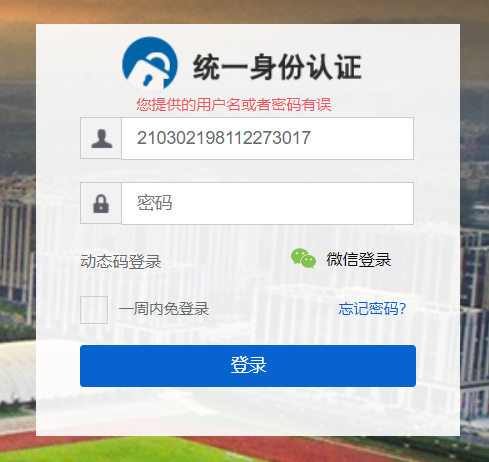 统一身份认证
您提供的用户名或者密码有误
210302198112273017
密码
动态码登录 微信登录
一周内免登录 忘记密码?
登录